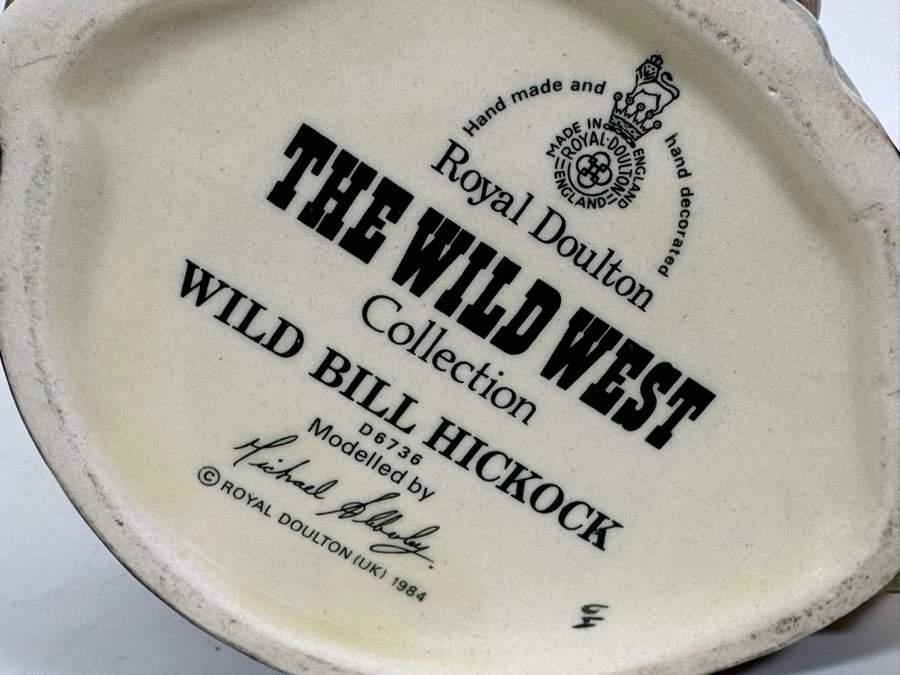 Hand made and hand decorated
MADE IN ENGLAND
ROYAL·DOULTON
ENGLAND
Royal Doulton
THE WILD WEST
Collection
WILD BILL HICKOCK
D6736
Modelled by
Michael Abberley.
© ROYAL DOULTON (UK) 1984